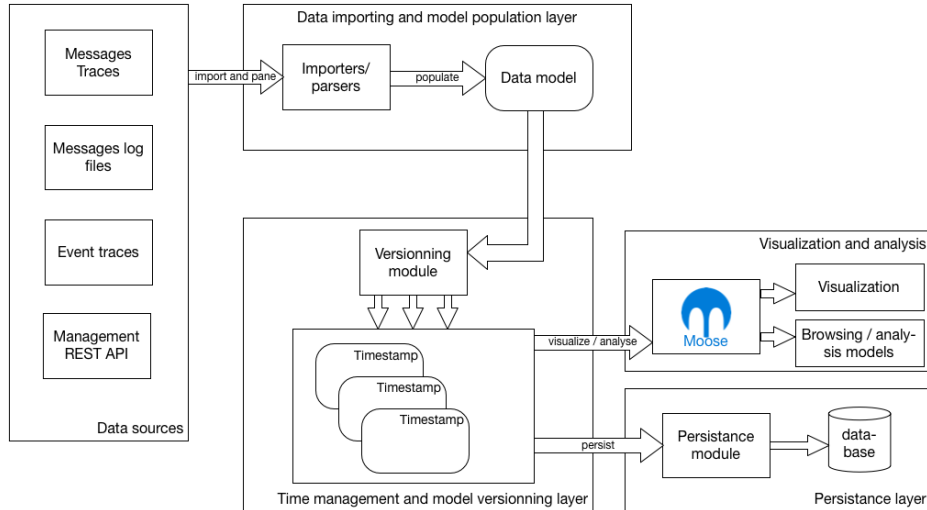 Messages
Traces
Messages log
files
Event traces
Management
REST API
Data sources
import and pane
Data importing and model population layer
Importers/
parsers
populate
Data model
Versionning
module
Timestamp
Timestamp
Timestamp
Time management and model versionning layer
visualize / analyse
Visualization and analysis
Moose
Visualization
Browsing / analy-
sis models
persist
Persistance
module
data-
base
Persistance layer